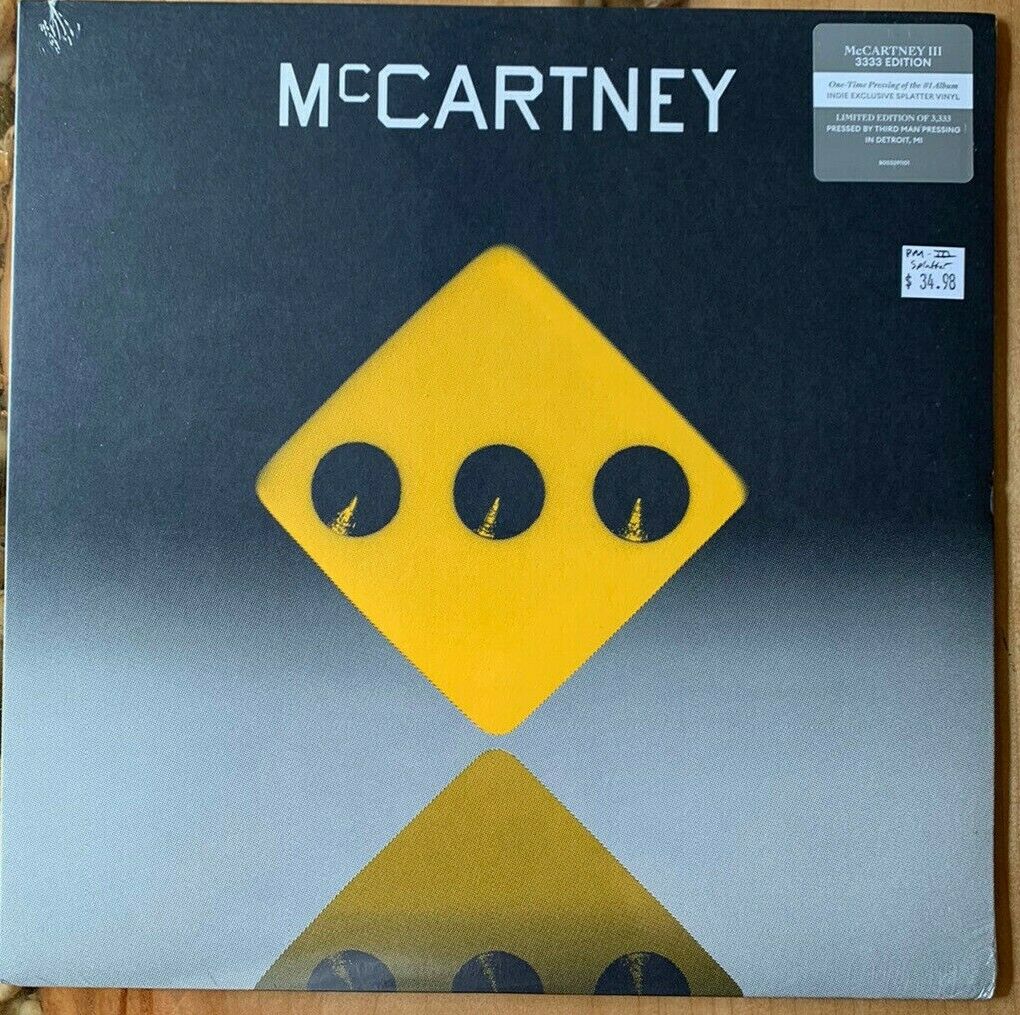 McCARTNEY
McCARTNEY III
3333 EDITION
One-Time Pressing of the #1 Album
INDIE EXCLUSIVE SPLATTER VINYL
LIMITED EDITION OF 3,333
PRESSED BY THIRD MAN PRESSING
IN DETROIT, MI
PM - III
Splatter
$ 34.98